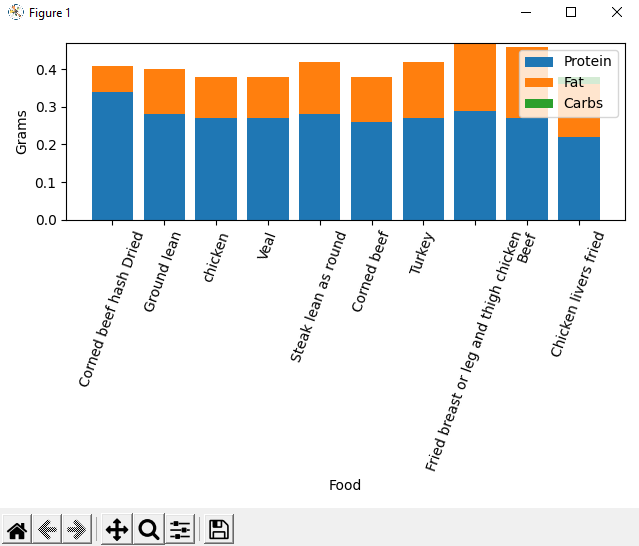 Figure 1
Grams
0.4
0.3
0.2
0.1
0.0
Protein
Fat
Carbs
Corned beef hash Dried
Ground lean
chicken
Veal
Steak lean as round
Corned beef
Turkey
Fried breast or leg and thigh chicken
Beef
Chicken livers fried
Food